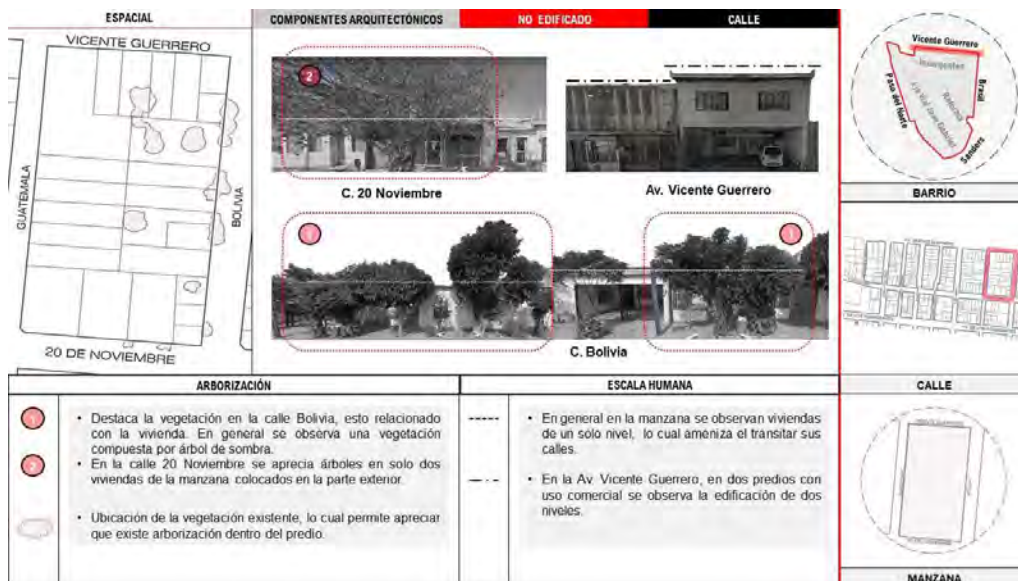 ESPACIAL
COMPONENTES ARQUITECTÓNICOS
NO EDIFICADO
CALLE
VICENTE GUERRERO
GUATEMALA
BOLIVIA
20 DE NOVIEMBRE
2
C. 20 Noviembre
Av. Vicente Guerrero
1
1
C. Bolivia
Vicente Guerrero
Insurgentes
Brasil
Paso del Norte
Sanders
BARRIO
CALLE
MANZANA
ARBORIZACIÓN
1
• Destaca la vegetación en la calle Bolivia, esto relacionado
con la vivienda. En general se observa una vegetación
compuesta por árbol de sombra.
2
• En la calle 20 Noviembre se aprecia árboles en solo dos
viviendas de la manzana colocados en la parte exterior.
• Ubicación de la vegetación existente, lo cual permite apreciar
que existe arborización dentro del predio.
ESCALA HUMANA
• En general en la manzana se observan viviendas
de un solo nivel, lo cual ameniza el transitar sus
calles.
• En la Av. Vicente Guerrero, en dos predios con
uso comercial se observa la edificación de dos
niveles.